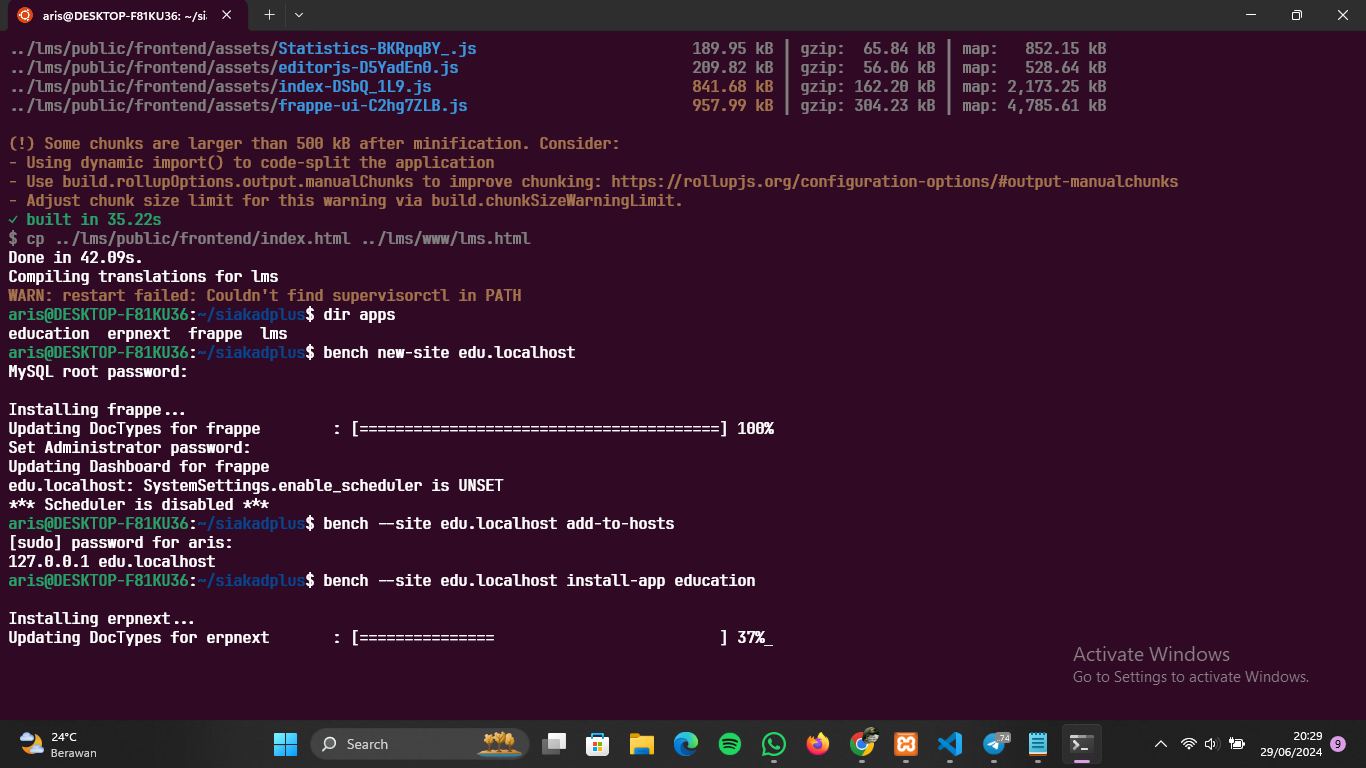 aris@DESKTOP-F81KU36: ~/sia
../lms/public/frontend/assets/Statistics-BKRpqBY_.js 189.95 kB │ gzip: 65.84 kB │ map: 852.15 kB
../lms/public/frontend/assets/editorjs-D5YadEn0.js 209.82 kB │ gzip: 56.06 kB │ map: 528.64 kB
../lms/public/frontend/assets/index-DSbQ_1L9.js 841.68 kB │ gzip: 162.20 kB │ map: 2,173.25 kB
../lms/public/frontend/assets/frappe-ui-C2hg7ZLB.js 957.99 kB │ gzip: 304.23 kB │ map: 4,785.61 kB
(!) Some chunks are larger than 500 kB after minification. Consider:
- Using dynamic import() to code-split the application
- Use build.rollupOptions.output.manualChunks to improve chunking: https://rollupjs.org/configuration-options/#output-manualchunks
- Adjust chunk size limit for this warning via build.chunkSizeWarningLimit.
✓ built in 35.22s
$ cp ../lms/public/frontend/index.html ../lms/www/lms.html
Done in 42.09s.
Compiling translations for lms
WARN: restart failed: Couldn't find supervisorctl in PATH
aris@DESKTOP-F81KU36:~/siakadplus$ dir apps
education erpnext frappe lms
aris@DESKTOP-F81KU36:~/siakadplus$ bench new-site edu.localhost
MySQL root password:
Installing frappe...
Updating DocTypes for frappe : [========================================] 100%
Set Administrator password:
Updating Dashboard for frappe
edu.localhost: SystemSettings.enable_scheduler is UNSET
*** Scheduler is disabled ***
aris@DESKTOP-F81KU36:~/siakadplus$ bench --site edu.localhost add-to-hosts
[sudo] password for aris:
127.0.0.1 edu.localhost
aris@DESKTOP-F81KU36:~/siakadplus$ bench --site edu.localhost install-app education
Installing erpnext...
Updating DocTypes for erpnext : [=============== ] 37%_
Activate Windows
Go to Settings to activate Windows.
24°C
Berawan
Search
74
20:29
29/06/2024
9